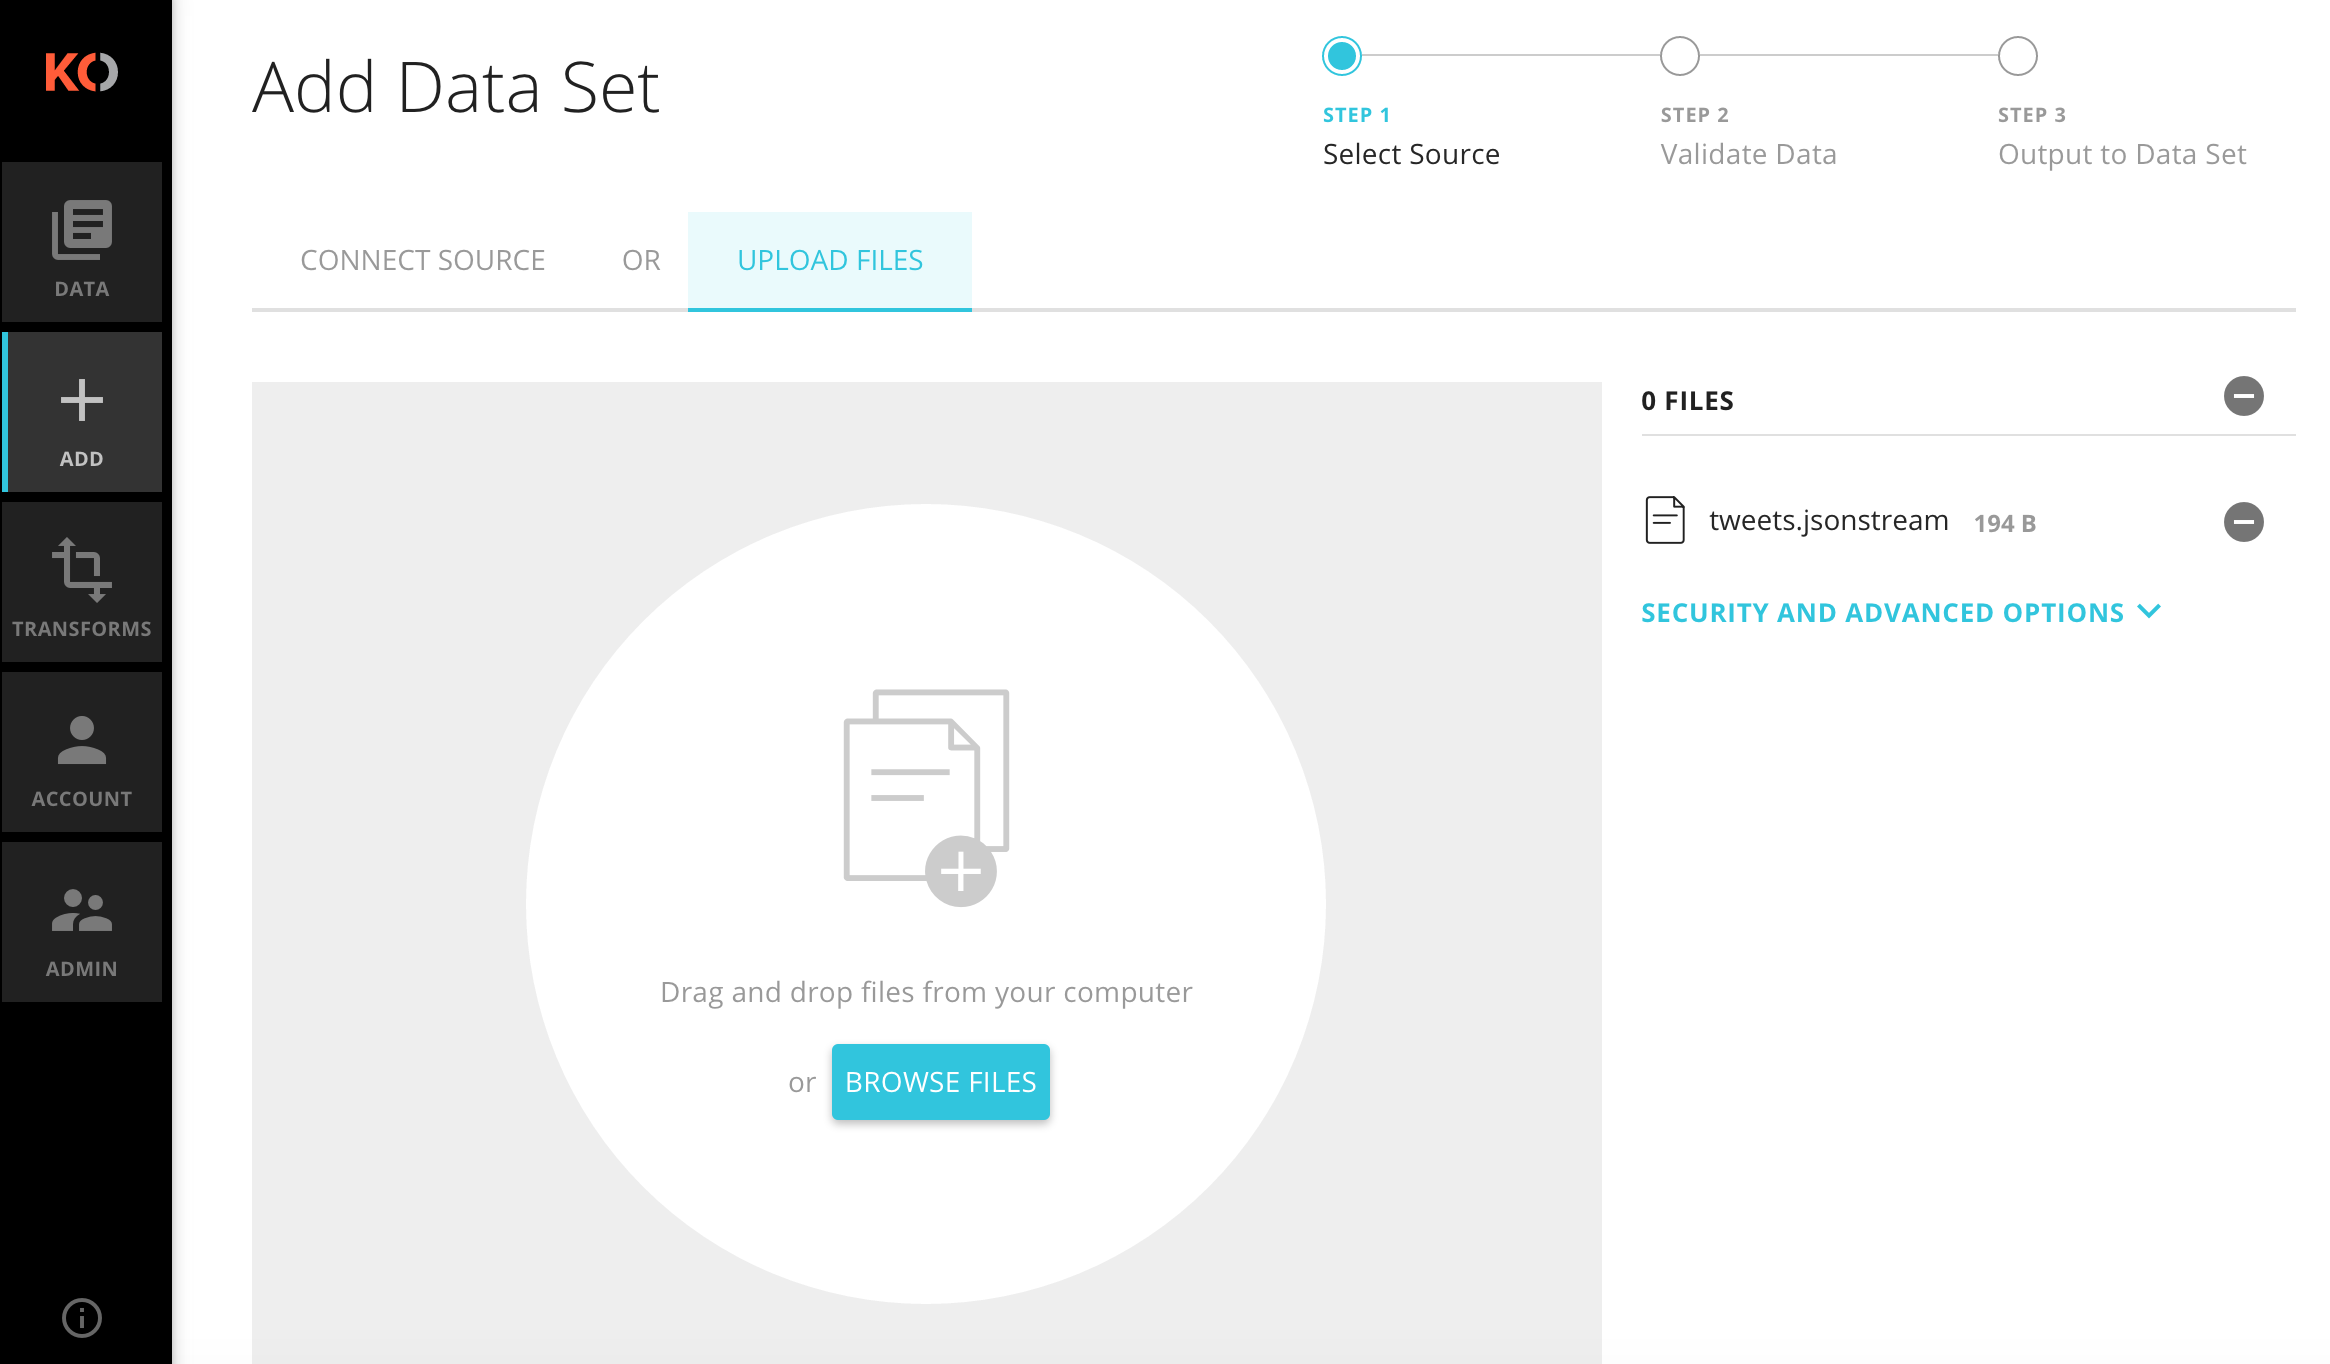 KO
DATA
ADD
TRANSFORMS
ACCOUNT
ADMIN
Add Data Set
STEP 1
Select Source
STEP 2
Validate Data
STEP 3
Output to Data Set
CONNECT SOURCE OR UPLOAD FILES
Drag and drop files from your computer
or BROWSE FILES
0 FILES
tweets.jsonstream 194 B
SECURITY AND ADVANCED OPTIONS